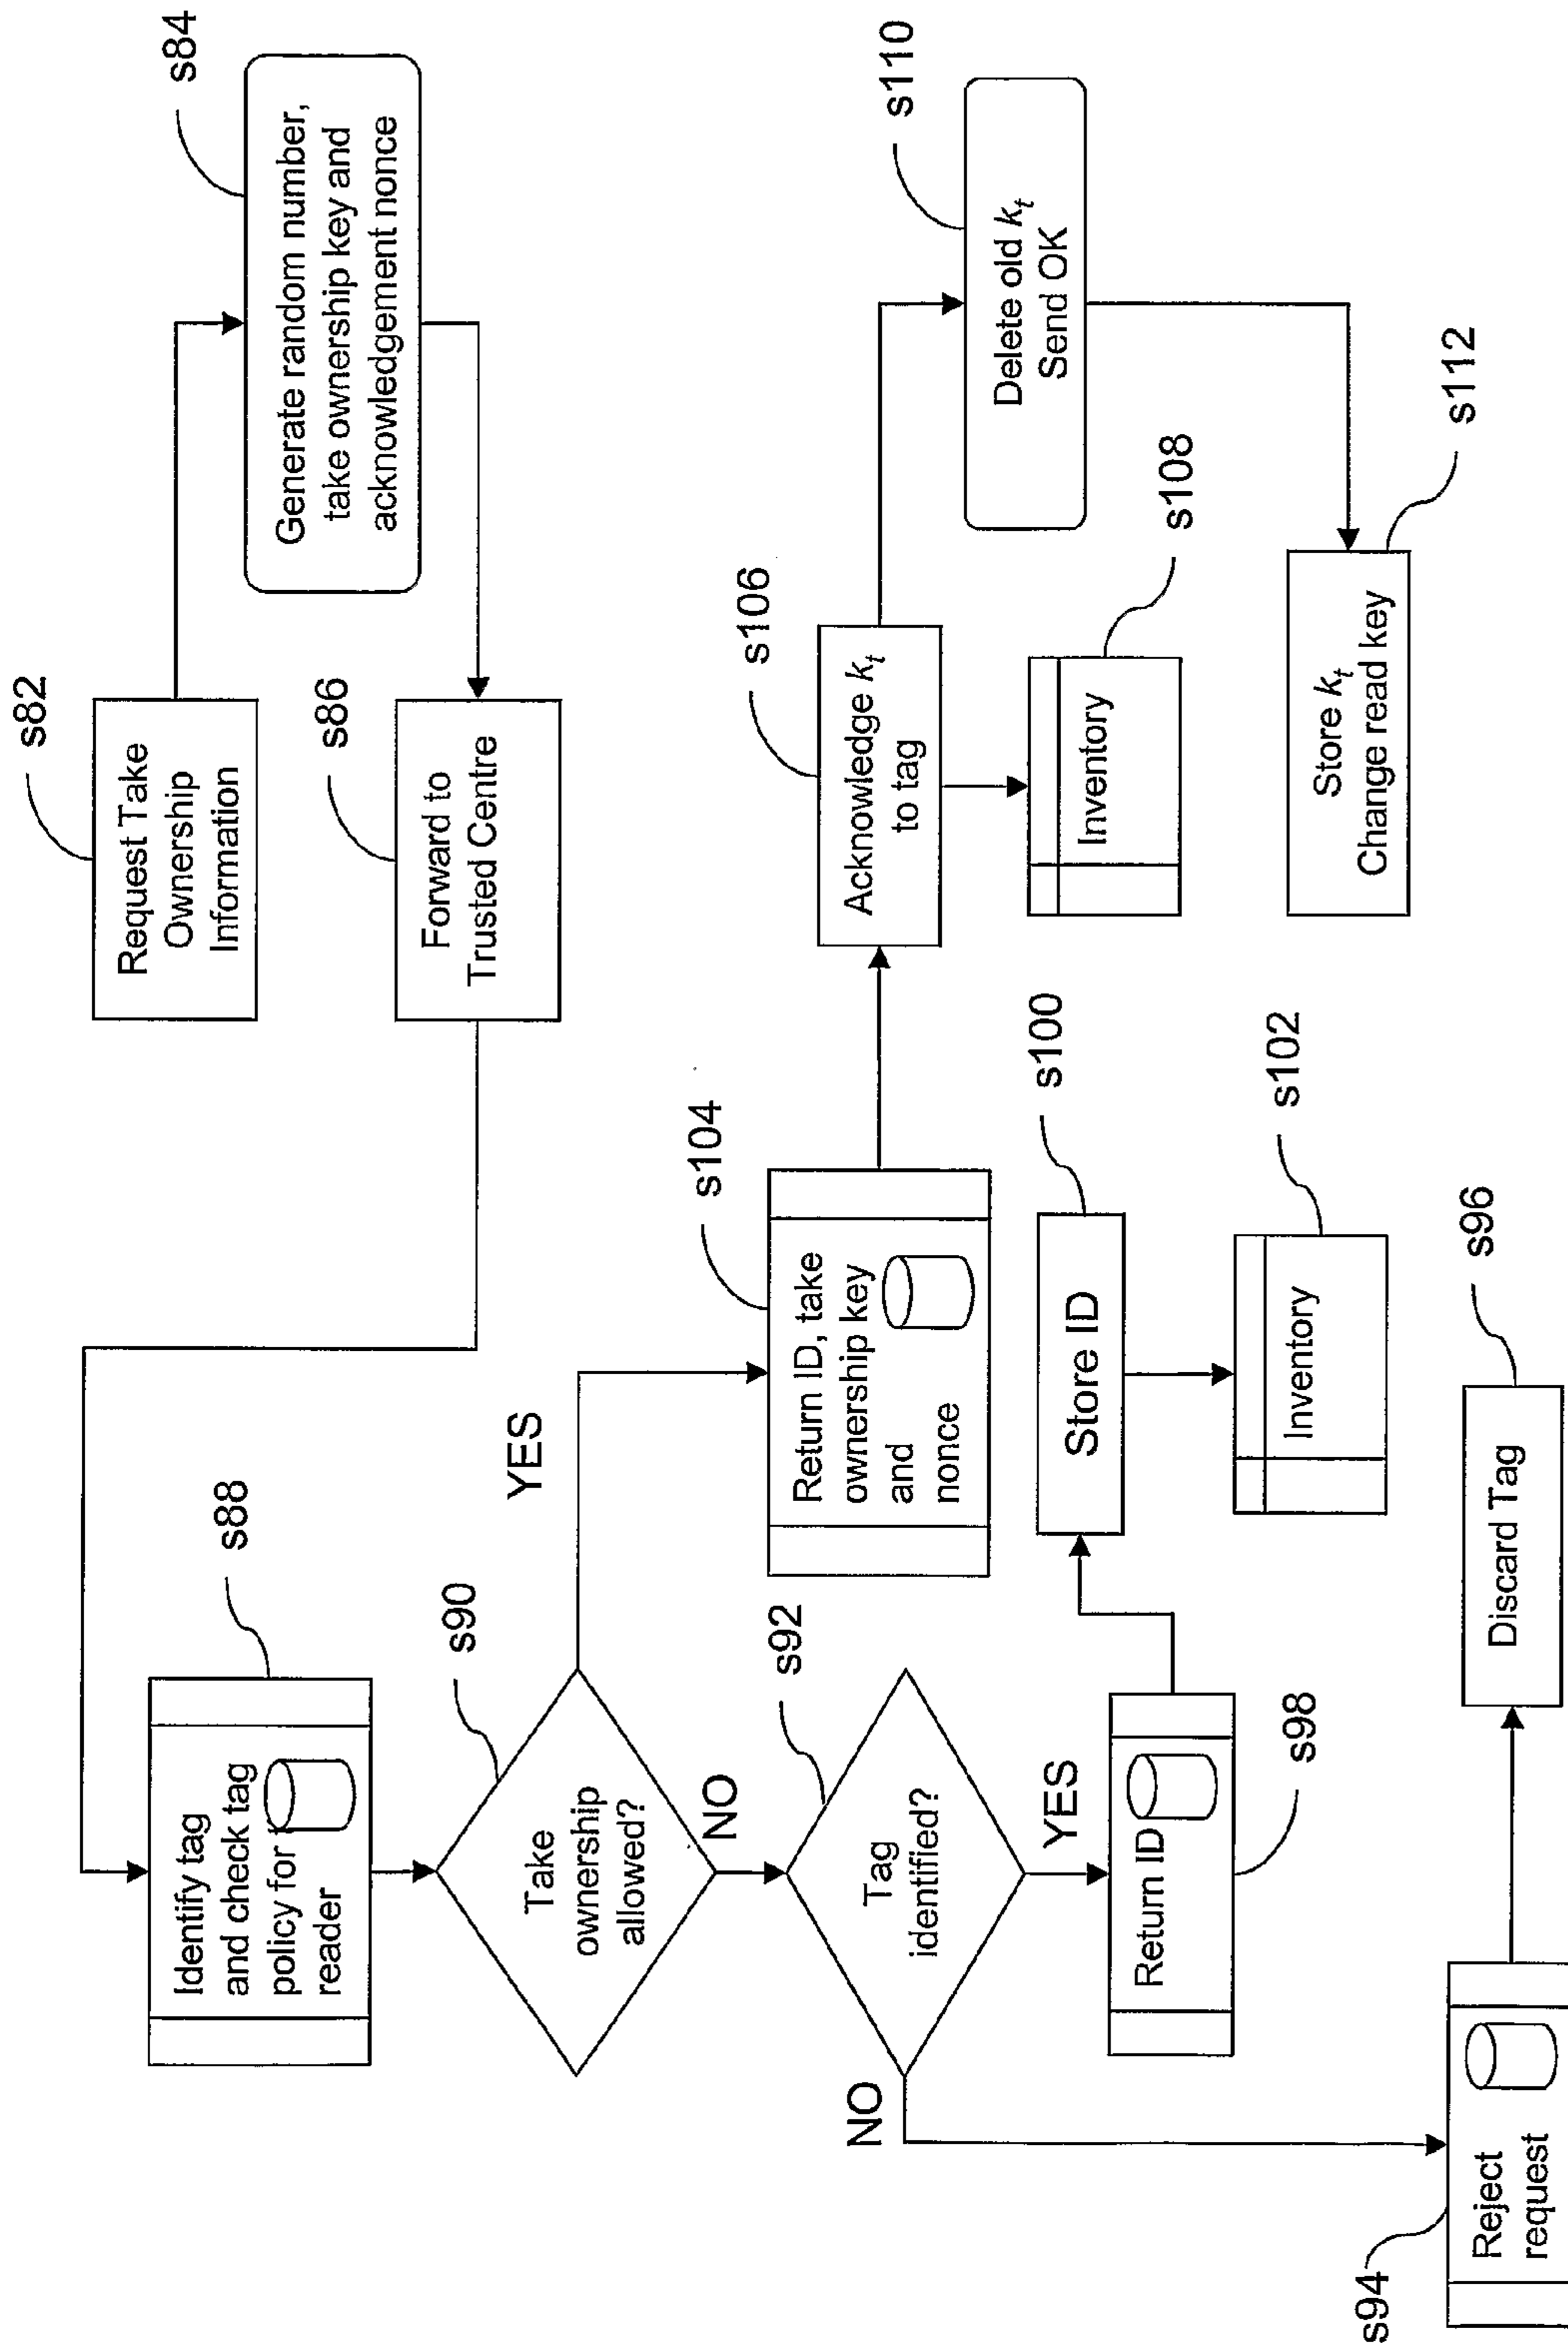 s82
Request Take
Ownership
Information
s84
Generate random number,
take ownership key and
acknowledgement nonce
s86
Forward to
Trusted Centre
s88
Identify tag
and check tag
policy for
reader
s90
Take
ownership
allowed?
YES
NO
s92
Tag
identified?
YES
NO
s104
Return ID, take
ownership key
and
nonce
s106
Acknowledge kt
to tag
s108
Inventory
s110
Delete old kt
Send OK
s112
Store kt
Change read key
s98
Return ID
s100
Store ID
s102
Inventory
s94
Reject
request
s96
Discard Tag